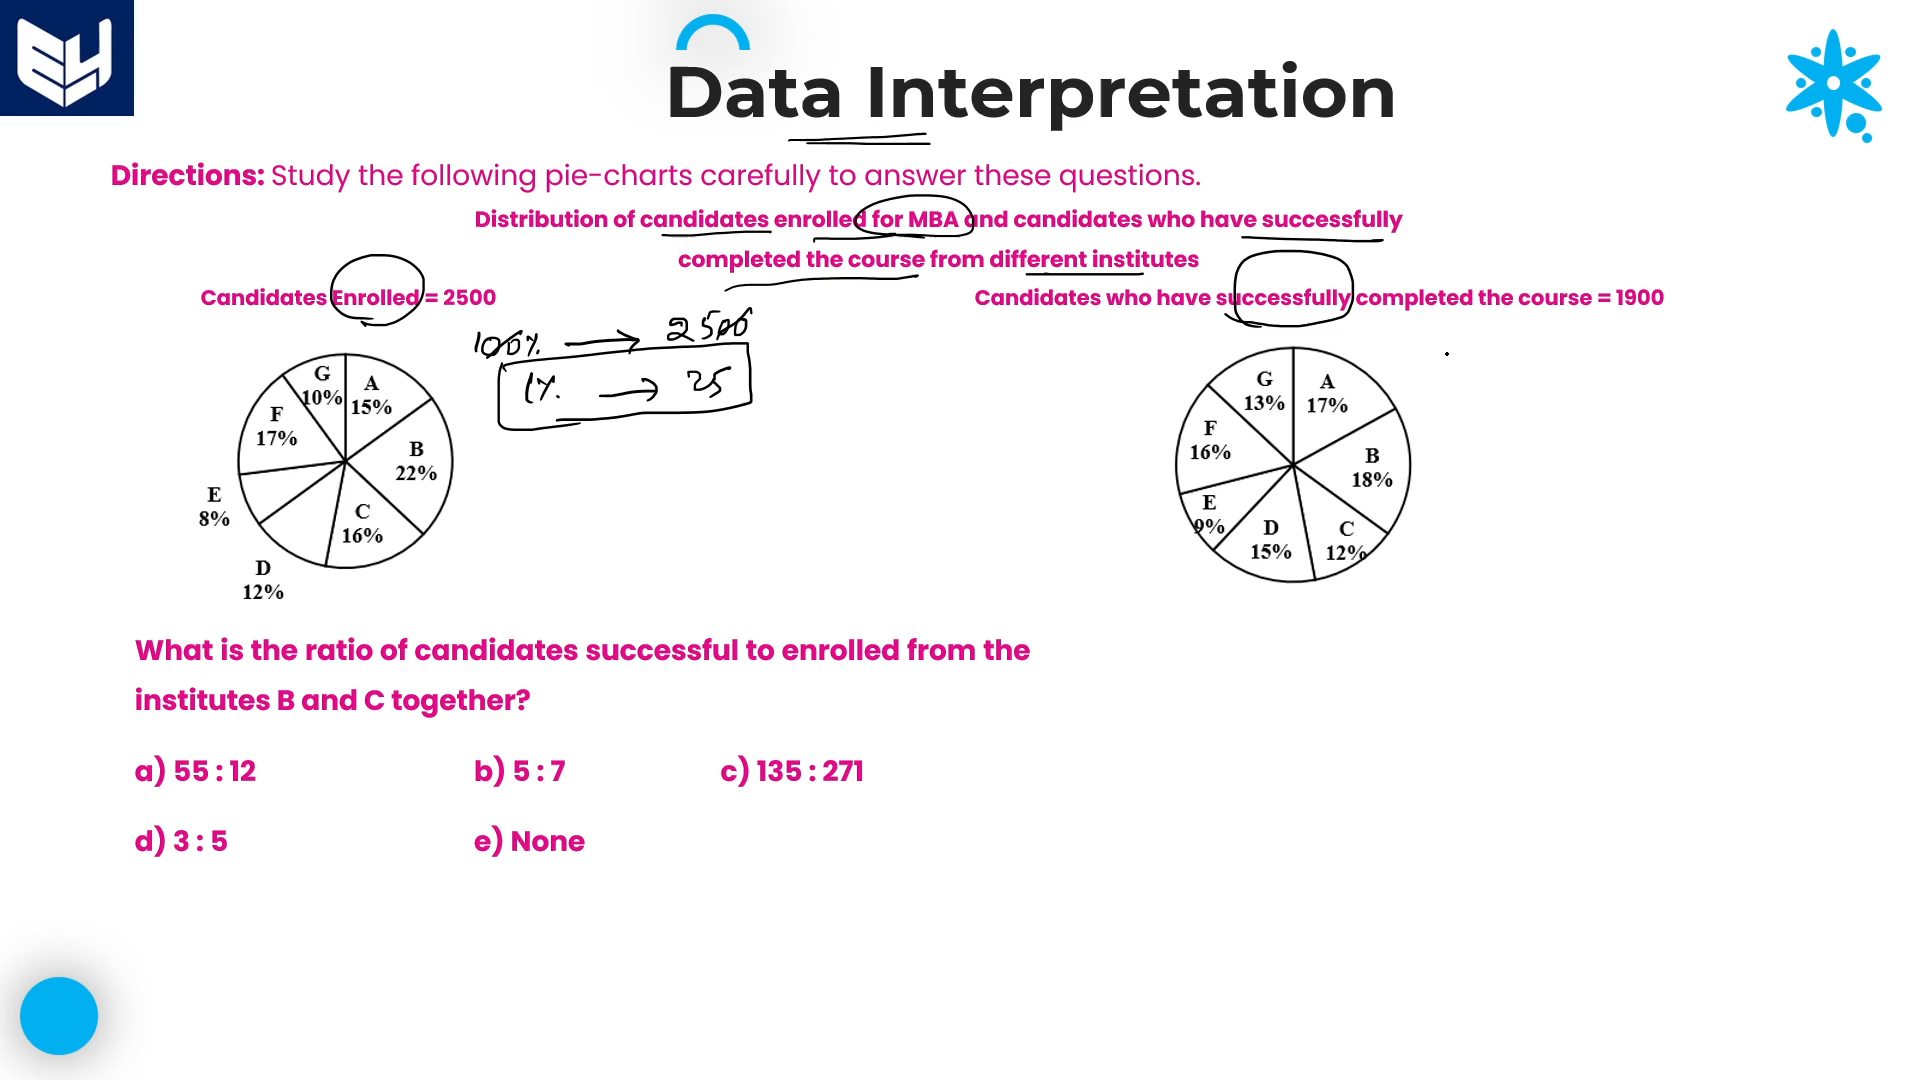 Data Interpretation
Directions: Study the following pie-charts carefully to answer these questions.
Distribution of candidates enrolled for MBA and candidates who have successfully
completed the course from different institutes
Candidates Enrolled = 2500
Candidates who have successfully completed the course = 1900
100% → 2500
1% → 25
G
10%
A
15%
F
17%
B
22%
E
8%
C
16%
D
12%
G
13%
A
17%
F
16%
B
18%
E
9%
D
15%
C
12%
What is the ratio of candidates successful to enrolled from the
institutes B and C together?
a) 55 : 12 b) 5 : 7 c) 135 : 271
d) 3 : 5 e) None